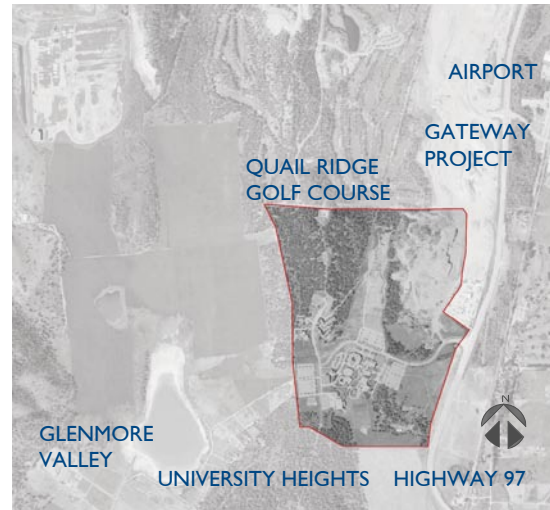 AIRPORT
GATEWAY
PROJECT
QUAIL RIDGE
GOLF COURSE
N
GLENMORE
VALLEY
UNIVERSITY HEIGHTS
HIGHWAY 97